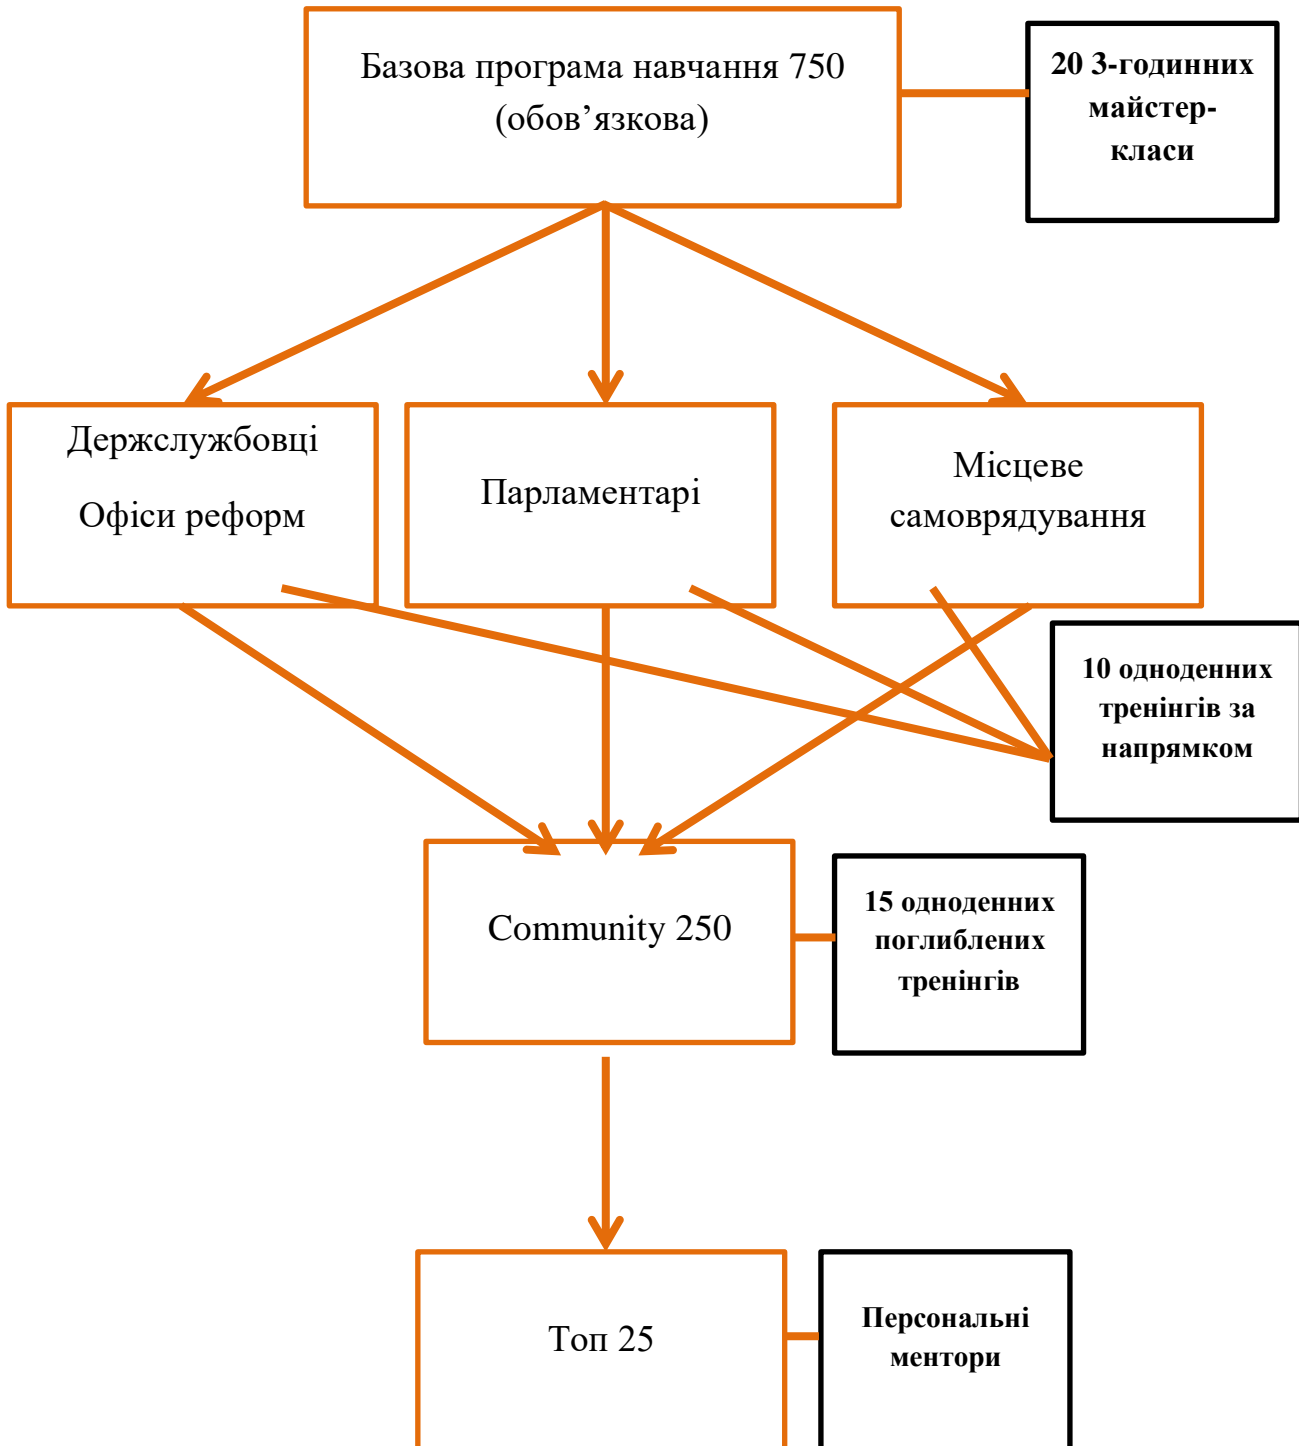 Базова програма навчання 750
(обов’язкова)
20 3-годинних
майстер-
класи
Держслужбовці
Офіси реформ
Парламентарі
Місцеве
самоврядування
10 одноденних
тренінгів за
напрямком
Community 250
15 одноденних
поглиблених
тренінгів
Топ 25
Персональні
ментори